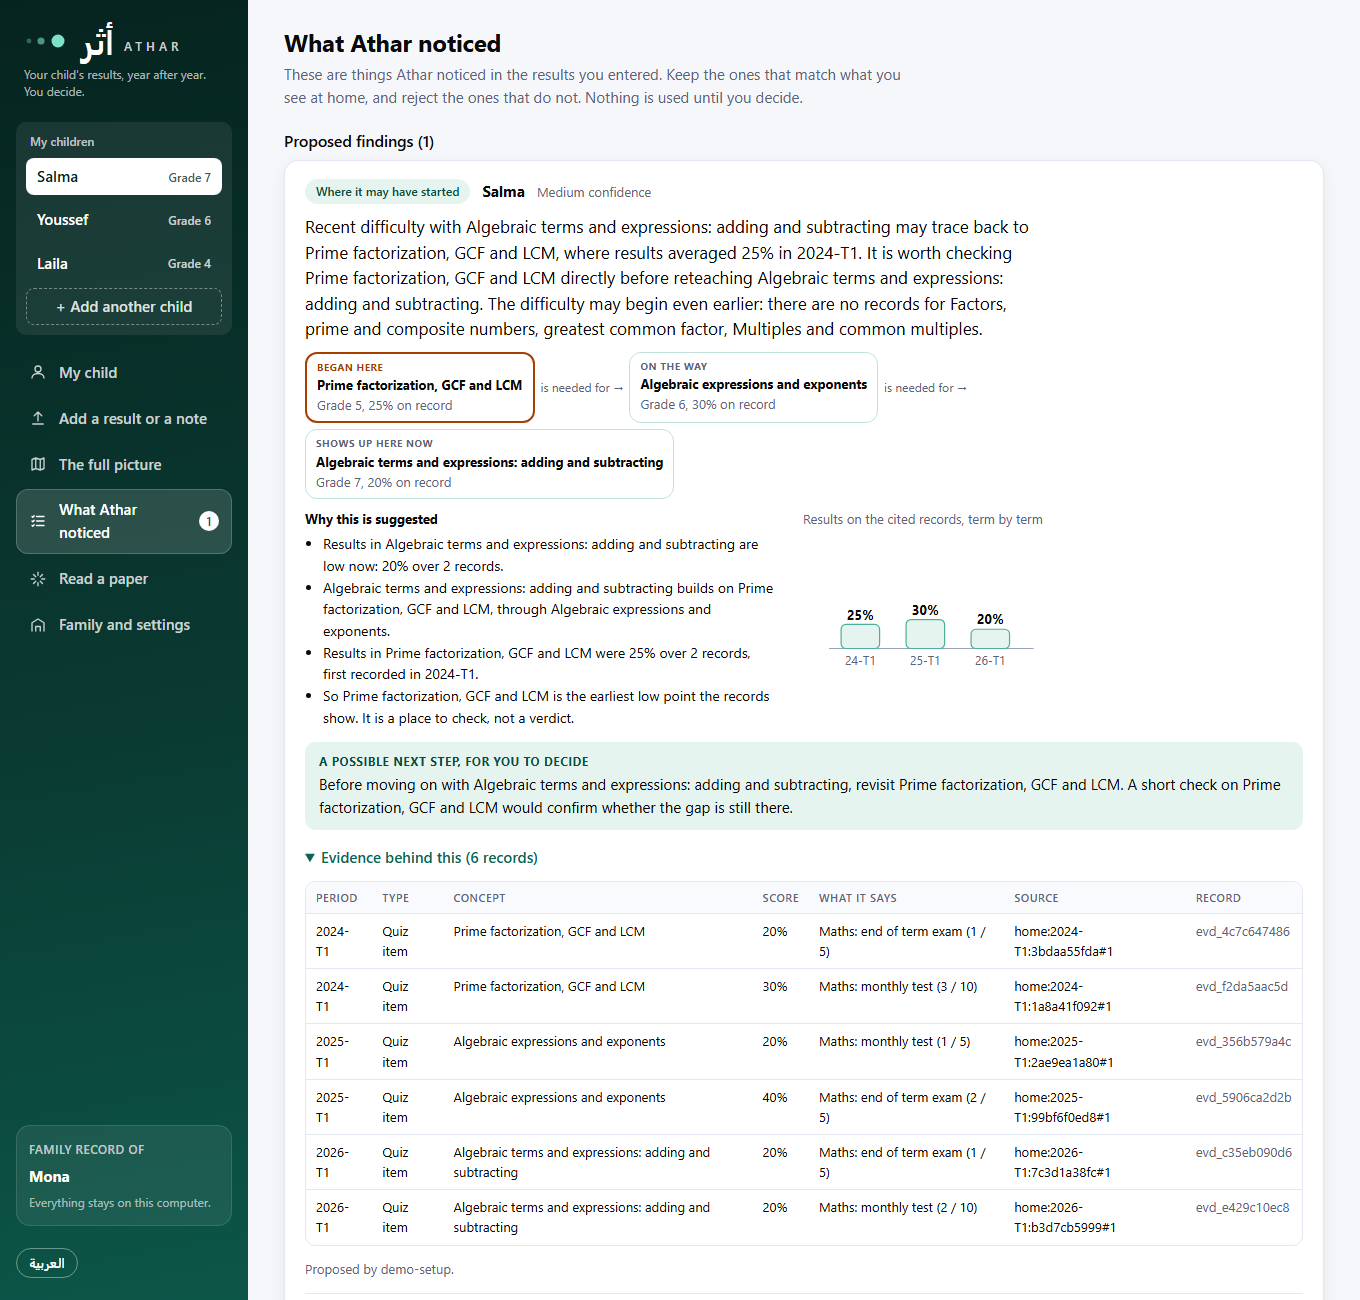 أثر ATHAR
Your child's results, year after year.
You decide.
My children
Salma Grade 7
Youssef Grade 6
Laila Grade 4
+ Add another child
My child
Add a result or a note
The full picture
What Athar
noticed
1
Read a paper
Family and settings
FAMILY RECORD OF
Mona
Everything stays on this computer.
العربية
What Athar noticed
These are things Athar noticed in the results you entered. Keep the ones that match what you
see at home, and reject the ones that do not. Nothing is used until you decide.
Proposed findings (1)
Where it may have started Salma Medium confidence
Recent difficulty with Algebraic terms and expressions: adding and subtracting may trace back to
Prime factorization, GCF and LCM, where results averaged 25% in 2024-T1. It is worth checking
Prime factorization, GCF and LCM directly before reteaching Algebraic terms and expressions:
adding and subtracting. The difficulty may begin even earlier: there are no records for Factors,
prime and composite numbers, greatest common factor, Multiples and common multiples.
BEGAN HERE
Prime factorization, GCF and LCM
Grade 5, 25% on record
is needed for →
ON THE WAY
Algebraic expressions and exponents
Grade 6, 30% on record
is needed for →
SHOWS UP HERE NOW
Algebraic terms and expressions: adding and subtracting
Grade 7, 20% on record
Why this is suggested
• Results in Algebraic terms and expressions: adding and subtracting are
low now: 20% over 2 records.
• Algebraic terms and expressions: adding and subtracting builds on Prime
factorization, GCF and LCM, through Algebraic expressions and
exponents.
• Results in Prime factorization, GCF and LCM were 25% over 2 records,
first recorded in 2024-T1.
• So Prime factorization, GCF and LCM is the earliest low point the records
show. It is a place to check, not a verdict.
Results on the cited records, term by term
25% 30% 20%
24-T1 25-T1 26-T1
A POSSIBLE NEXT STEP, FOR YOU TO DECIDE
Before moving on with Algebraic terms and expressions: adding and subtracting, revisit Prime factorization, GCF and LCM. A short check on Prime
factorization, GCF and LCM would confirm whether the gap is still there.
▼ Evidence behind this (6 records)
PERIOD TYPE CONCEPT SCORE WHAT IT SAYS SOURCE RECORD
2024- Quiz Prime factorization, GCF and LCM 20% Maths: end of term exam (1 / home:2024- evd_4c7c647486
T1 item 5) T1:3bdaa55fda#1
2024- Quiz Prime factorization, GCF and LCM 30% Maths: monthly test (3 / 10) home:2024- evd_f2da5aac5d
T1 item T1:1a8a41f092#1
2025- Quiz Algebraic expressions and exponents 20% Maths: monthly test (1 / 5) home:2025- evd_356b579a4c
T1 item T1:2ae9ea1a80#1
2025- Quiz Algebraic expressions and exponents 40% Maths: end of term exam (2 / home:2025- evd_5906ca2d2b
T1 item 5) T1:99bf6f0ed8#1
2026- Quiz Algebraic terms and expressions: adding and 20% Maths: end of term exam (1 / home:2026- evd_c35eb090d6
T1 item subtracting 5) T1:7c3d1a38fc#1
2026- Quiz Algebraic terms and expressions: adding and 20% Maths: monthly test (2 / 10) home:2026- evd_e429c10ec8
T1 item subtracting T1:b3d7cb5999#1
Proposed by demo-setup.